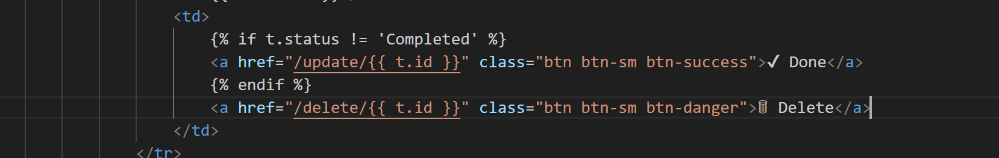 <td>
{% if t.status != 'Completed' %}
<a href="/update/{{ t.id }}" class="btn btn-sm btn-success">✔ Done</a>
{% endif %}
<a href="/delete/{{ t.id }}" class="btn btn-sm btn-danger">🗑 Delete</a>
</td>
</tr>